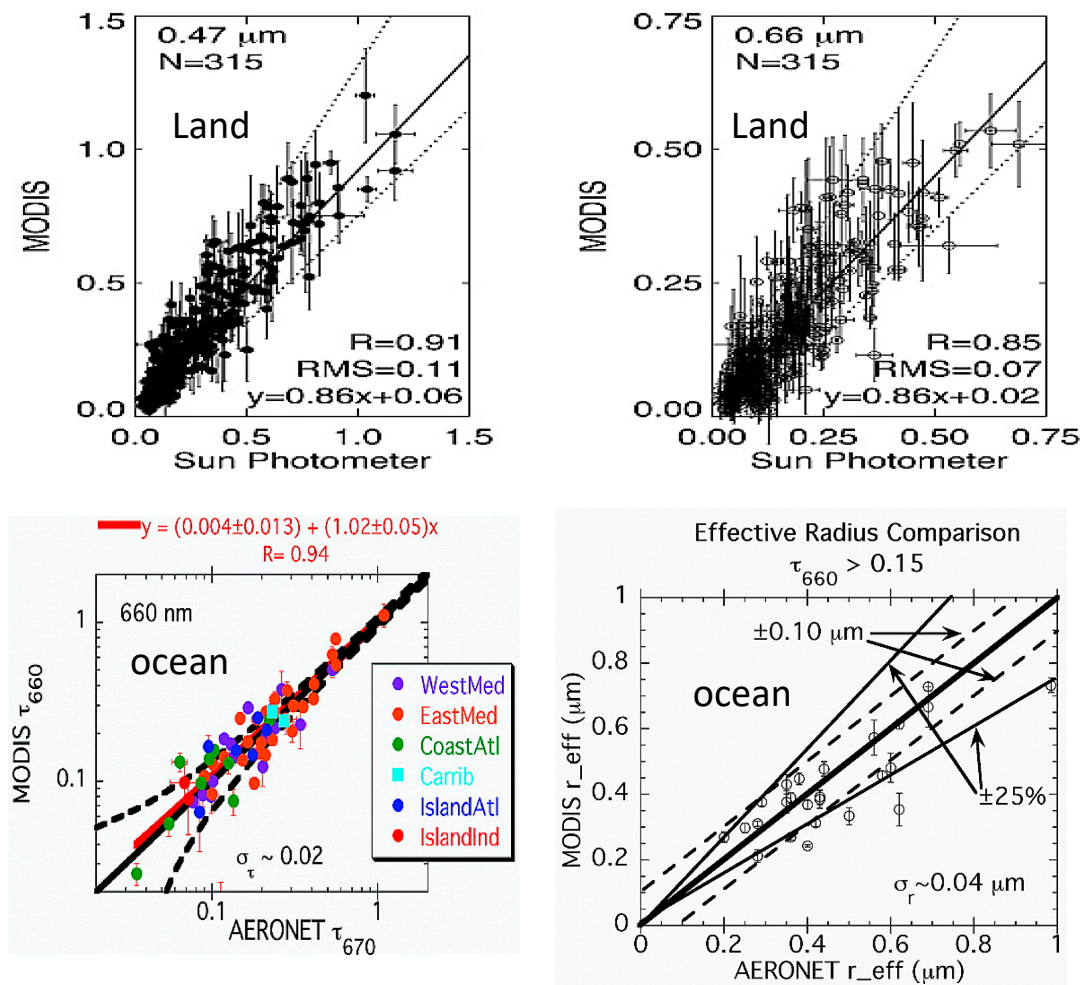 0.47 μm
N=315
Land
R=0.91
RMS=0.11
y=0.86x+0.06
1.5
1.0
0.5
0.0
0.0 0.5 1.0 1.5
MODIS
Sun Photometer
0.66 μm
N=315
Land
R=0.85
RMS=0.07
y=0.86x+0.02
0.75
0.50
0.25
0.00
0.00 0.25 0.50 0.75
MODIS
Sun Photometer
y = (0.004±0.013) + (1.02±0.05)x
R= 0.94
660 nm
ocean
1
0.1
0.1 1
MODIS τ660
WestMed
EastMed
CoastAtl
Carrib
IslandAtl
IslandInd
στ ~ 0.02
AERONET τ670
Effective Radius Comparison
τ660 > 0.15
±0.10 μm
ocean
±25%
σr~0.04 μm
1
0.8
0.6
0.4
0.2
0
0 0.2 0.4 0.6 0.8 1
MODIS r_eff (μm)
AERONET r_eff (μm)